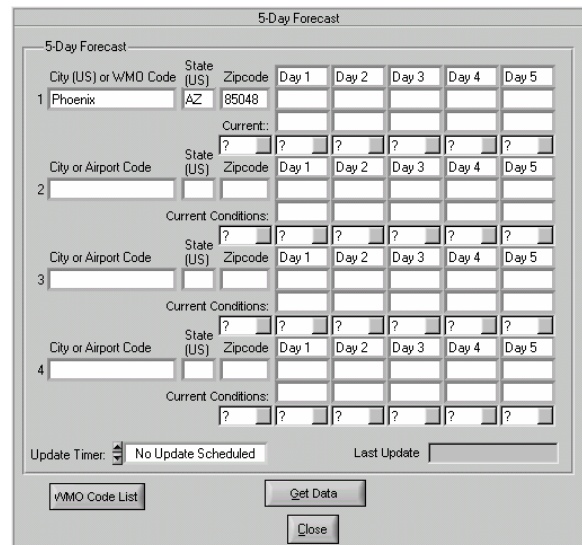 5-Day Forecast
5-Day Forecast
City (US) or WMO Code State (US) Zipcode Day 1 Day 2 Day 3 Day 4 Day 5
1 Phoenix AZ 85048
Current::
? ? ? ? ? ?
City or Airport Code State (US) Zipcode Day 1 Day 2 Day 3 Day 4 Day 5
2
Current Conditions:
? ? ? ? ? ?
City or Airport Code State (US) Zipcode Day 1 Day 2 Day 3 Day 4 Day 5
3
Current Conditions:
? ? ? ? ? ?
City or Airport Code State (US) Zipcode Day 1 Day 2 Day 3 Day 4 Day 5
4
Current Conditions:
? ? ? ? ? ?
Update Timer: No Update Scheduled Last Update
WMO Code List Get Data
Close